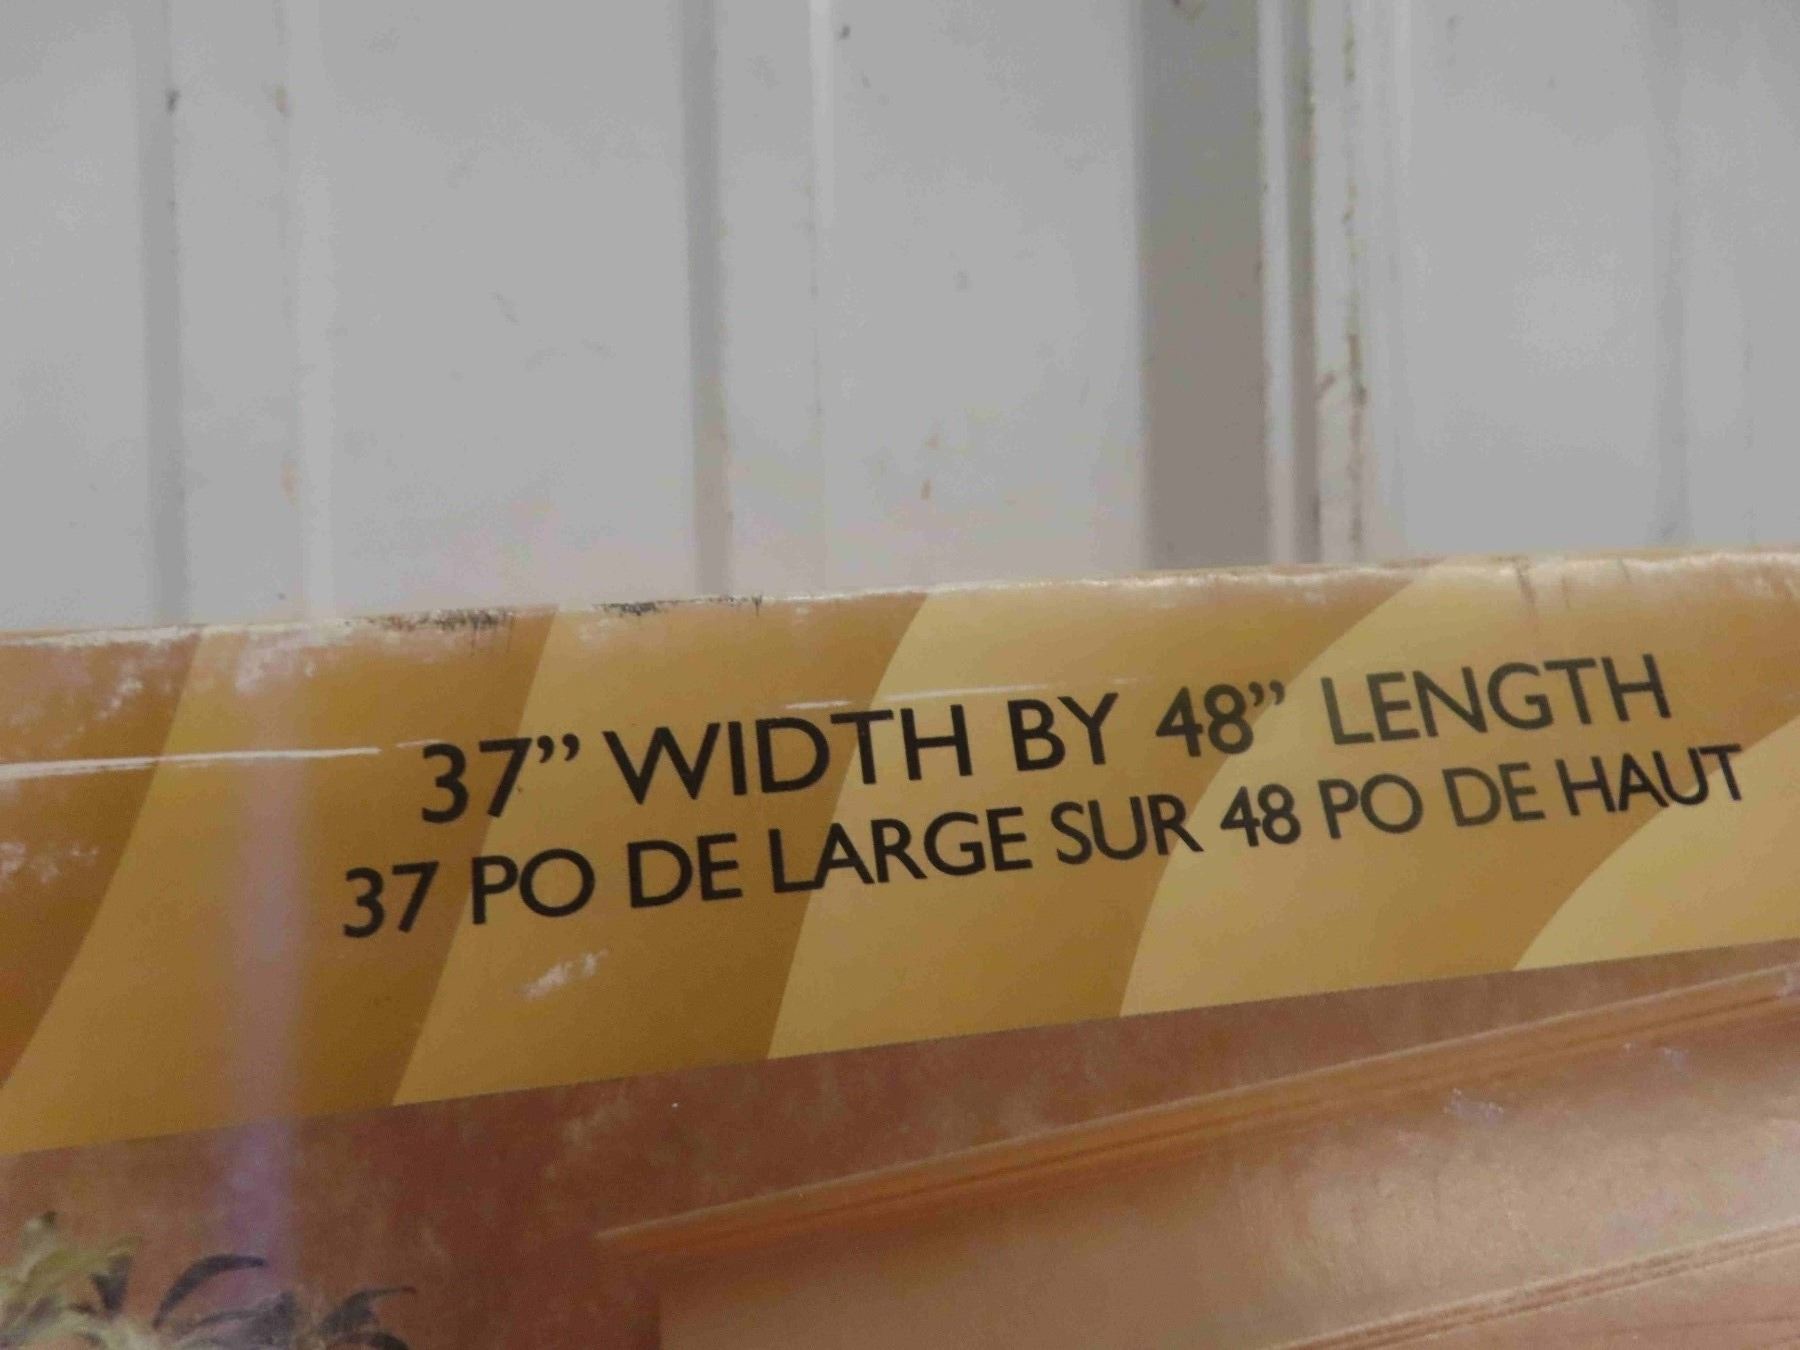 37” WIDTH BY 48” LENGTH
37 PO DE LARGE SUR 48 PO DE HAUT